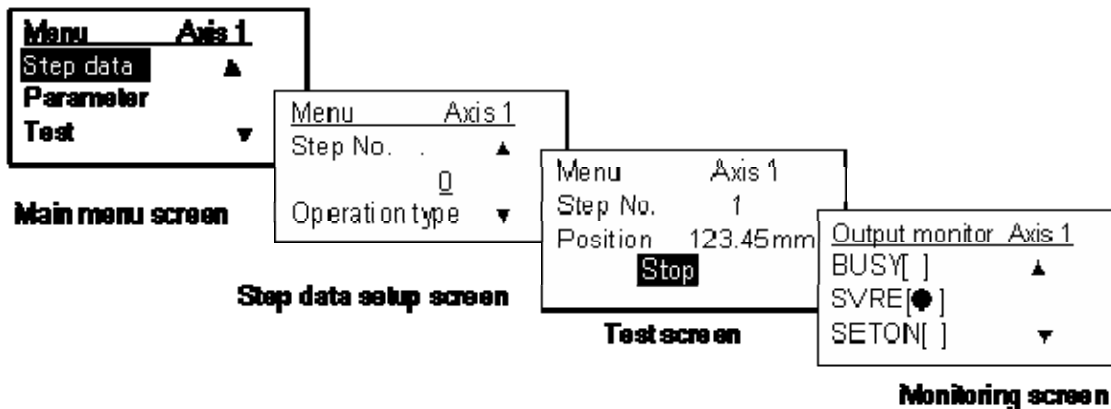 Menu Axis 1
Step data ▲
Parameter
Test ▼
Main menu screen
Menu Axis 1
Step No. . ▲
0
Operation type ▼
Step data setup screen
Menu Axis 1
Step No. 1
Position 123.45mm
Stop
Test screen
Output monitor Axis 1
BUSY[ ] ▲
SVRE[●]
SETON[ ] ▼
Monitoring screen